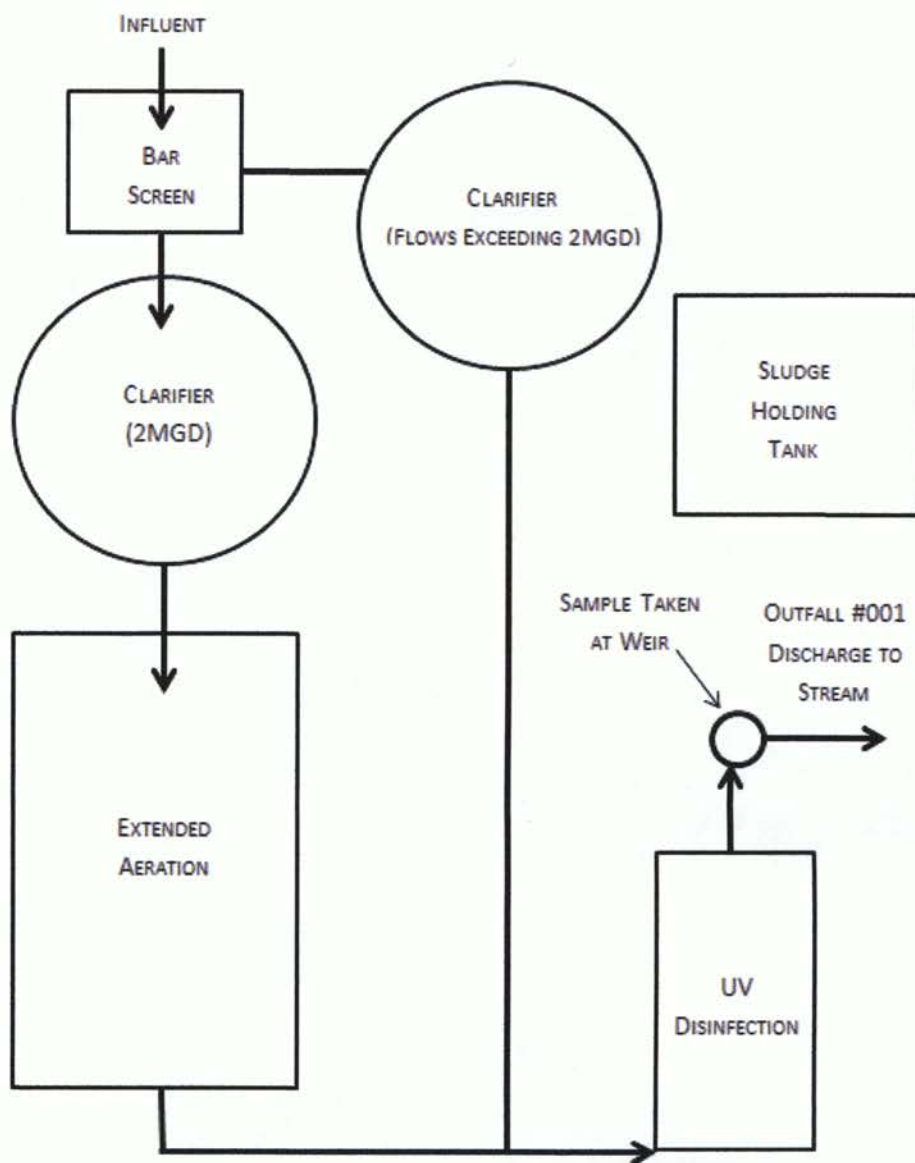 INFLUENT
BAR
SCREEN
CLARIFIER
(FLOWS EXCEEDING 2MGD)
CLARIFIER
(2MGD)
SLUDGE
HOLDING
TANK
SAMPLE TAKEN
AT WEIR
OUTFALL #001
DISCHARGE TO
STREAM
EXTENDED
AERATION
UV
DISINFECTION